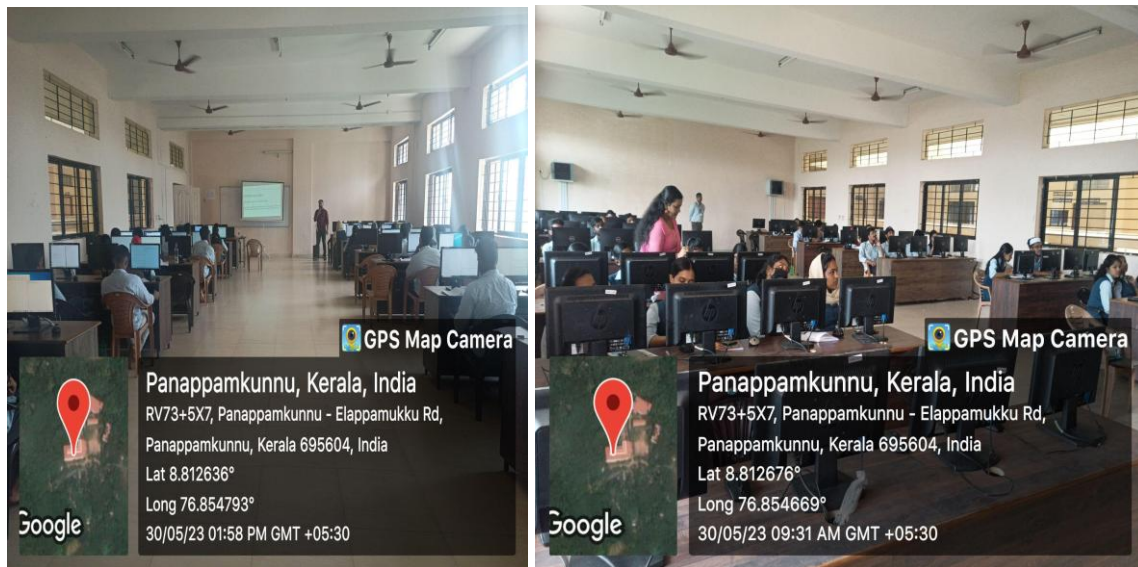 GPS Map Camera
Panappamkunnu, Kerala, India
RV73+5X7, Panappamkunnu - Elappamukku Rd,
Panappamkunnu, Kerala 695604, India
Lat 8.812636°
Long 76.854793°
30/05/23 01:58 PM GMT +05:30
Google
GPS Map Camera
Panappamkunnu, Kerala, India
RV73+5X7, Panappamkunnu - Elappamukku Rd,
Panappamkunnu, Kerala 695604, India
Lat 8.812676°
Long 76.854669°
30/05/23 09:31 AM GMT +05:30
Google